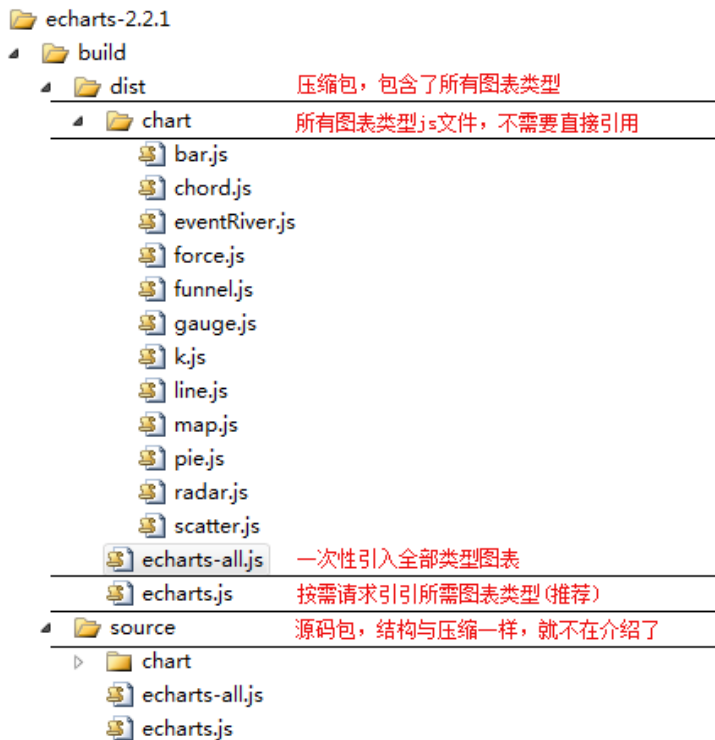 echarts-2.2.1
build
dist 压缩包，包含了所有图表类型
chart 所有图表类型js文件，不需要直接引用
bar.js
chord.js
eventRiver.js
force.js
funnel.js
gauge.js
k.js
line.js
map.js
pie.js
radar.js
scatter.js
echarts-all.js 一次性引入全部类型图表
echarts.js 按需请求引引所需图表类型(推荐)
source 源码包，结构与压缩一样，就不在介绍了
chart
echarts-all.js
echarts.js